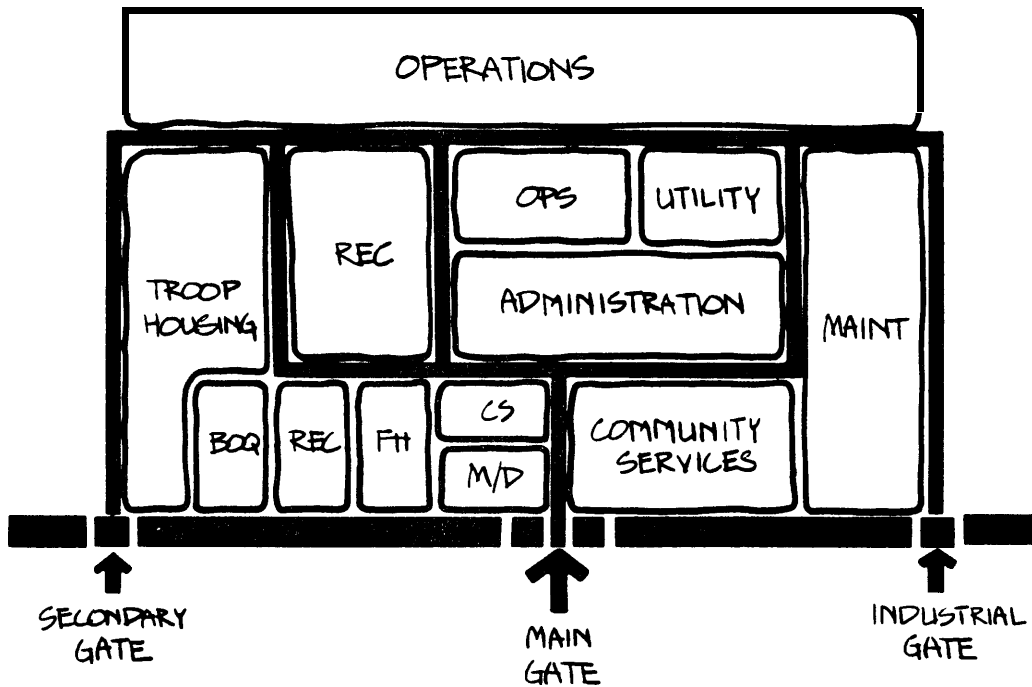 OPERATIONS
OPS
UTILITY
REC
TROOP
HOUSING
ADMINISTRATION
MAINT
CS
COMMUNITY
SERVICES
BOQ
REC
FH
M/D
SECONDARY
GATE
MAIN
GATE
INDUSTRIAL
GATE